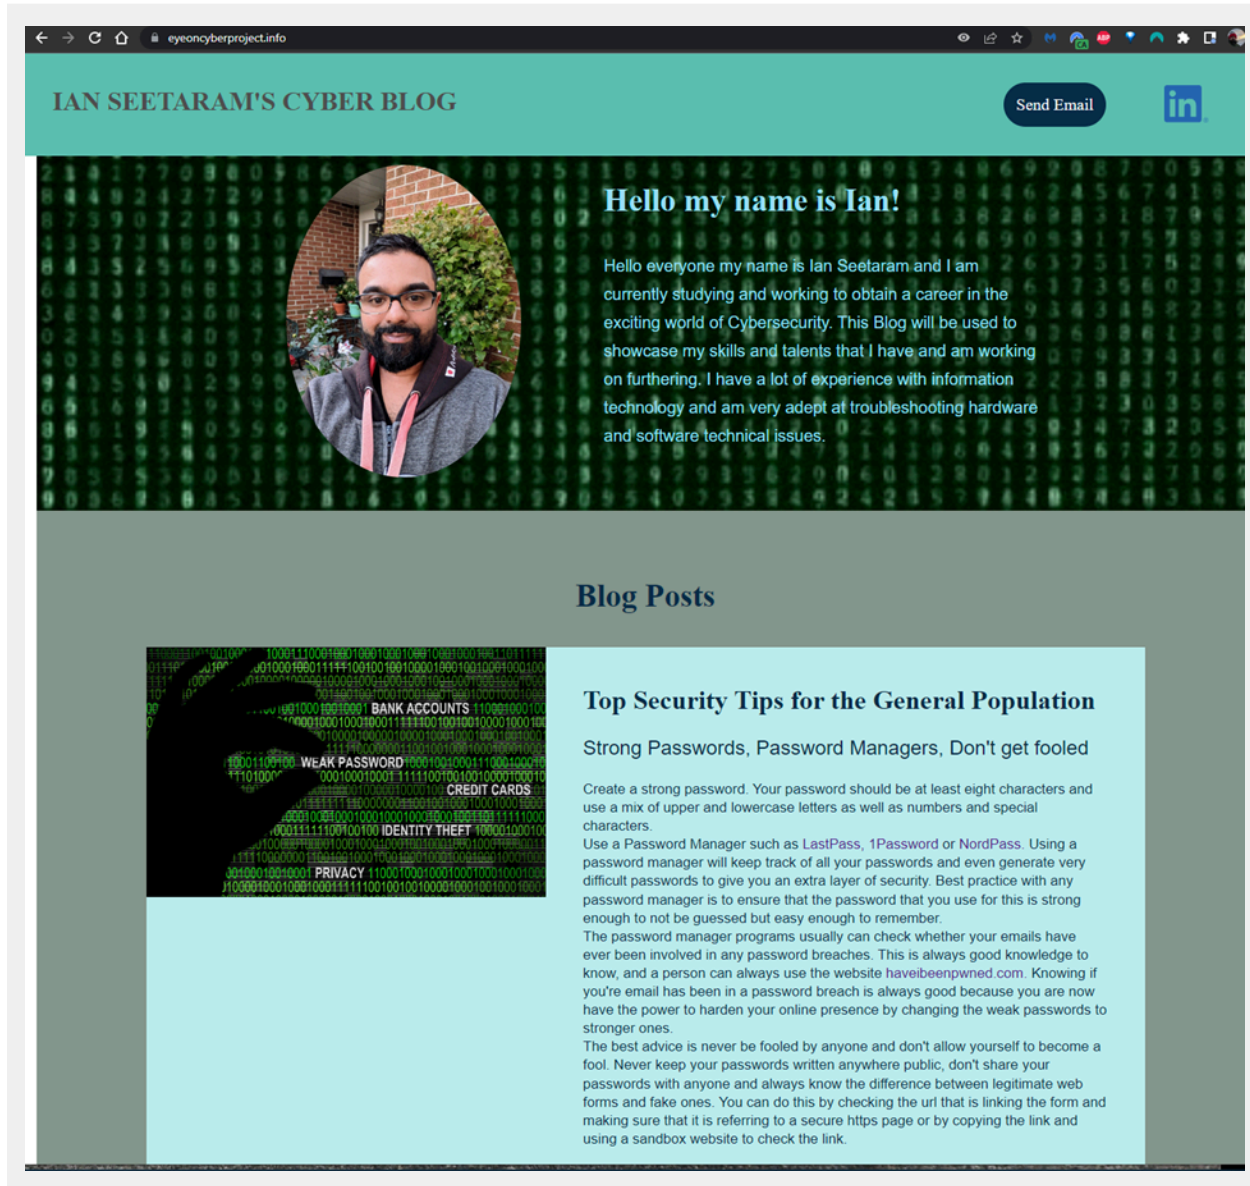 eyeoncyberproject.info
IAN SEETARAM'S CYBER BLOG
Send Email
in
Hello my name is Ian!
Hello everyone my name is Ian Seetaram and I am
currently studying and working to obtain a career in the
exciting world of Cybersecurity. This Blog will be used to
showcase my skills and talents that I have and am working
on furthering. I have a lot of experience with information
technology and am very adept at troubleshooting hardware
and software technical issues.
Blog Posts
BANK ACCOUNTS
WEAK PASSWORD
CREDIT CARDS
IDENTITY THEFT
PRIVACY
Top Security Tips for the General Population
Strong Passwords, Password Managers, Don't get fooled
Create a strong password. Your password should be at least eight characters and
use a mix of upper and lowercase letters as well as numbers and special
characters.
Use a Password Manager such as LastPass, 1Password or NordPass. Using a
password manager will keep track of all your passwords and even generate very
difficult passwords to give you an extra layer of security. Best practice with any
password manager is to ensure that the password that you use for this is strong
enough to not be guessed but easy enough to remember.
The password manager programs usually can check whether your emails have
ever been involved in any password breaches. This is always good knowledge to
know, and a person can always use the website haveibeenpwned.com. Knowing if
you're email has been in a password breach is always good because you are now
have the power to harden your online presence by changing the weak passwords to
stronger ones.
The best advice is never be fooled by anyone and don't allow yourself to become a
fool. Never keep your passwords written anywhere public, don't share your
passwords with anyone and always know the difference between legitimate web
forms and fake ones. You can do this by checking the url that is linking the form and
making sure that it is referring to a secure https page or by copying the link and
using a sandbox website to check the link.